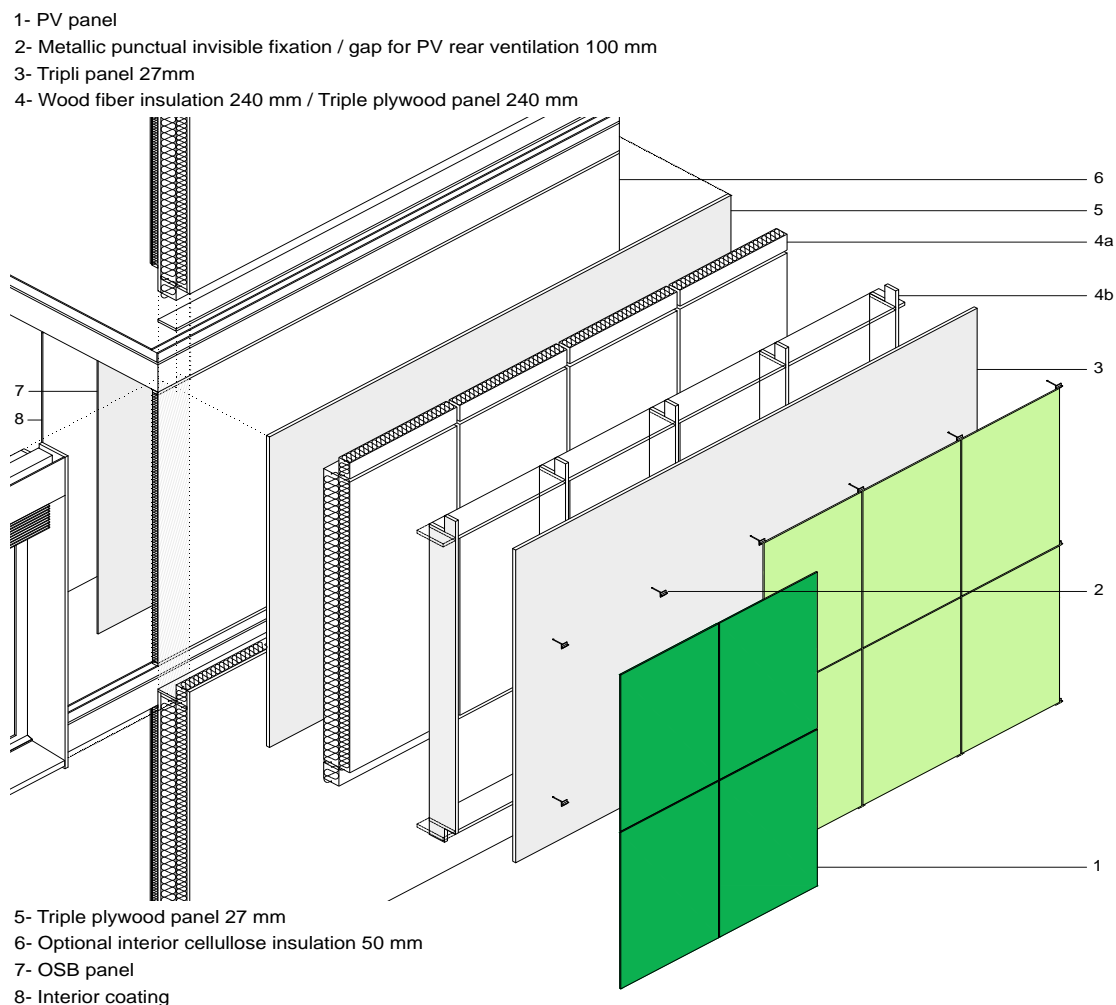 1- PV panel
2- Metallic punctual invisible fixation / gap for PV rear ventilation 100 mm
3- Tripli panel 27mm
4- Wood fiber insulation 240 mm / Triple plywood panel 240 mm
6
5
4a
4b
7
3
8
2
1
5- Triple plywood panel 27 mm
6- Optional interior cellullose insulation 50 mm
7- OSB panel
8- Interior coating